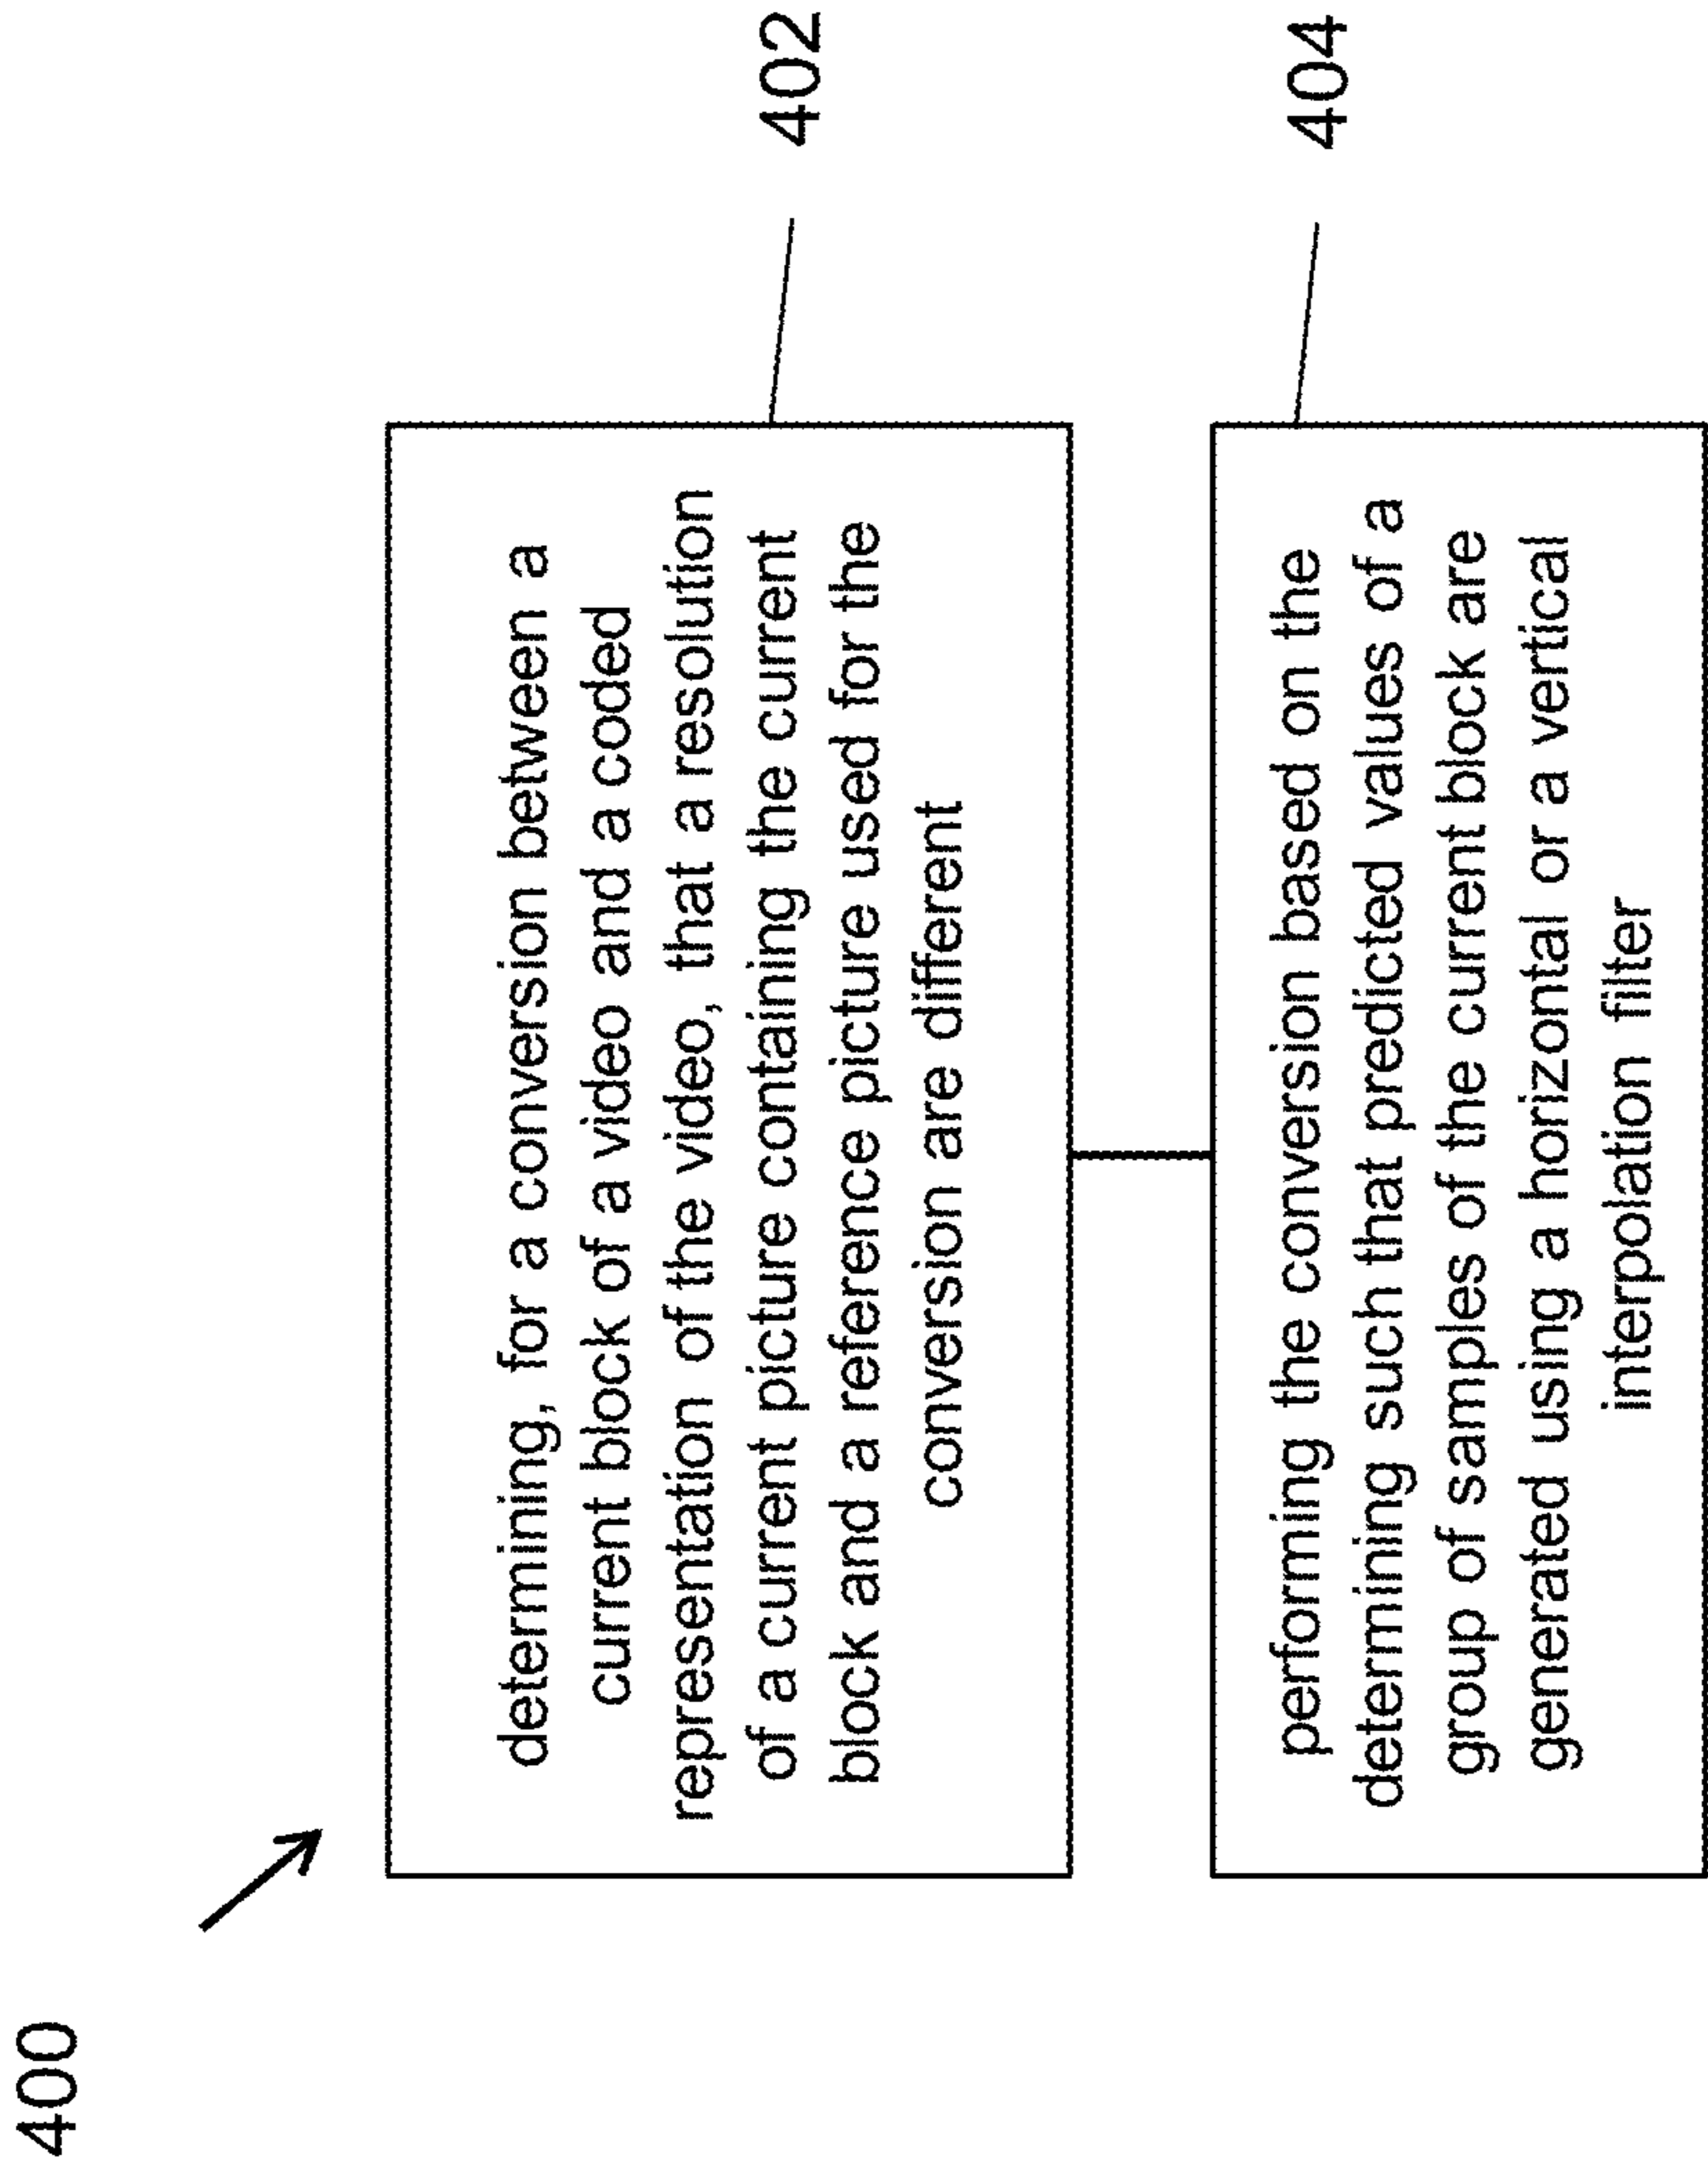 400
determining, for a conversion between a
current block of a video and a coded
representation of the video, that a resolution
of a current picture containing the current
block and a reference picture used for the
conversion are different
402
performing the conversion based on the
determining such that predicted values of a
group of samples of the current block are
generated using a horizontal or a vertical
interpolation filter
404